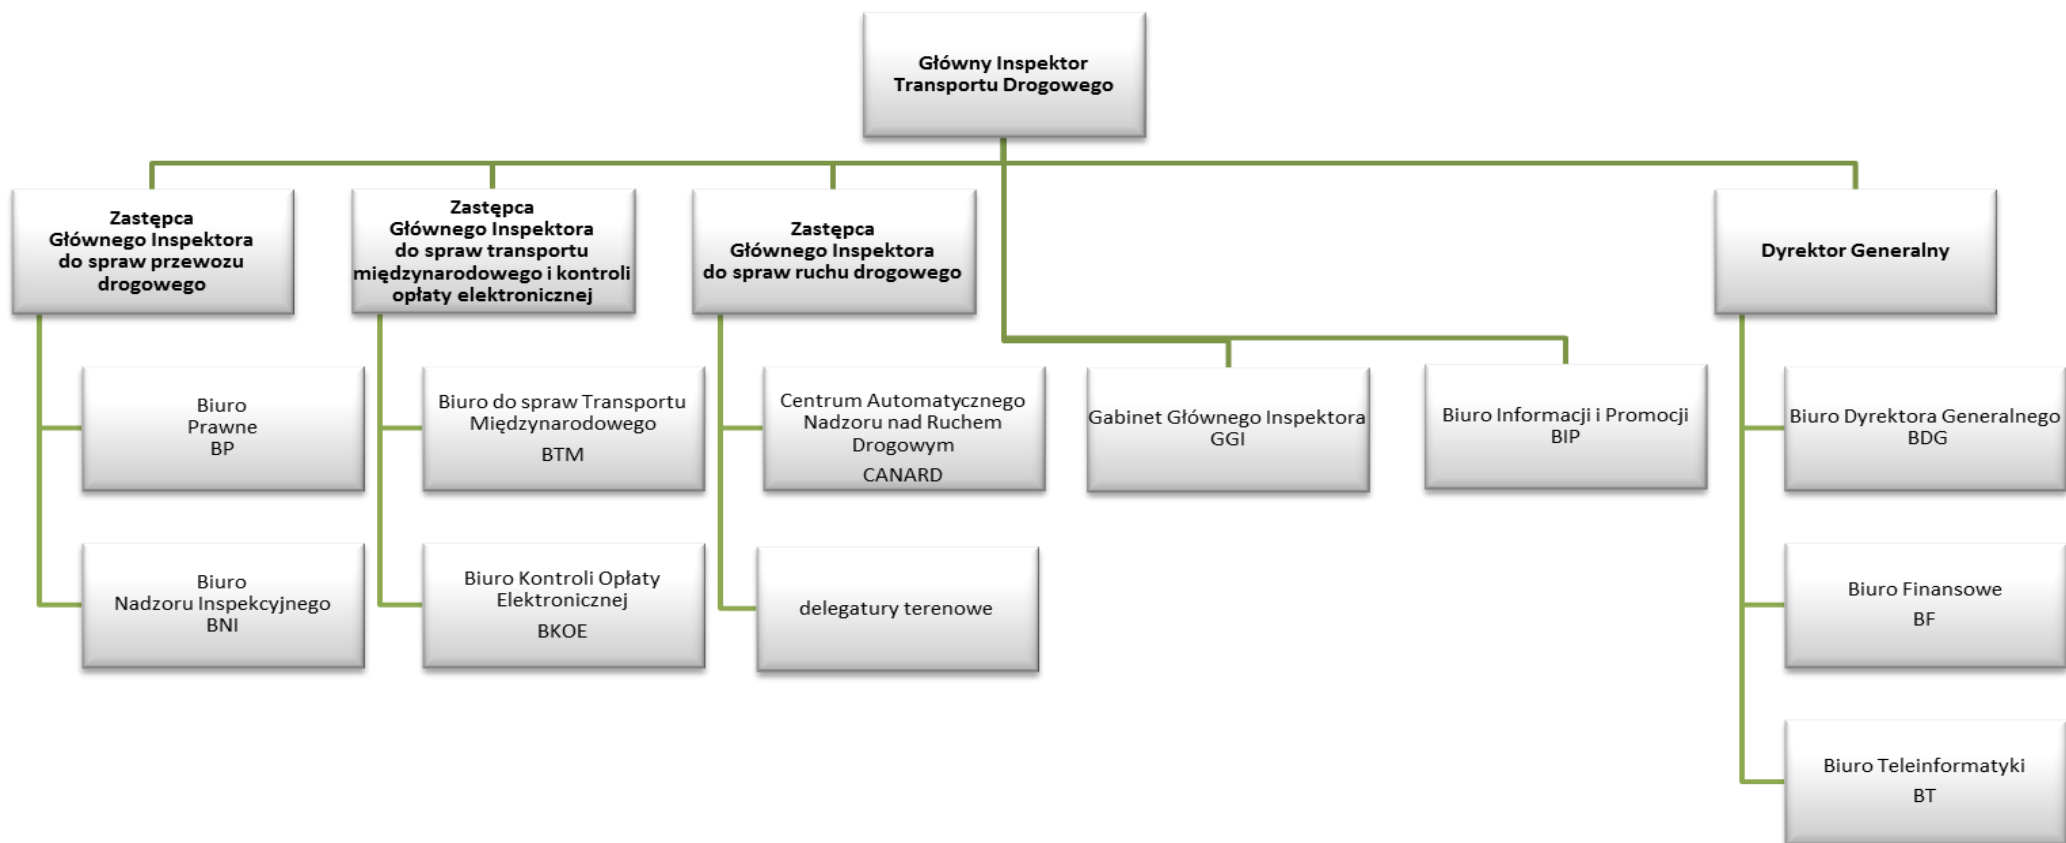 Główny Inspektor
Transportu Drogowego
Zastępca
Głównego Inspektora
do spraw przewozu
drogowego
Zastępca
Głównego Inspektora
do spraw transportu
międzynarodowego i kontroli
opłaty elektronicznej
Zastępca
Głównego Inspektora
do spraw ruchu drogowego
Dyrektor Generalny
Biuro
Prawne
BP
Biuro do spraw Transportu
Międzynarodowego
BTM
Centrum Automatycznego
Nadzoru nad Ruchem
Drogowym
CANARD
Gabinet Głównego Inspektora
GGI
Biuro Informacji i Promocji
BIP
Biuro Dyrektora Generalnego
BDG
Biuro
Nadzoru Inspekcyjnego
BNI
Biuro Kontroli Opłaty
Elektronicznej
BKOE
delegatury terenowe
Biuro Finansowe
BF
Biuro Teleinformatyki
BT